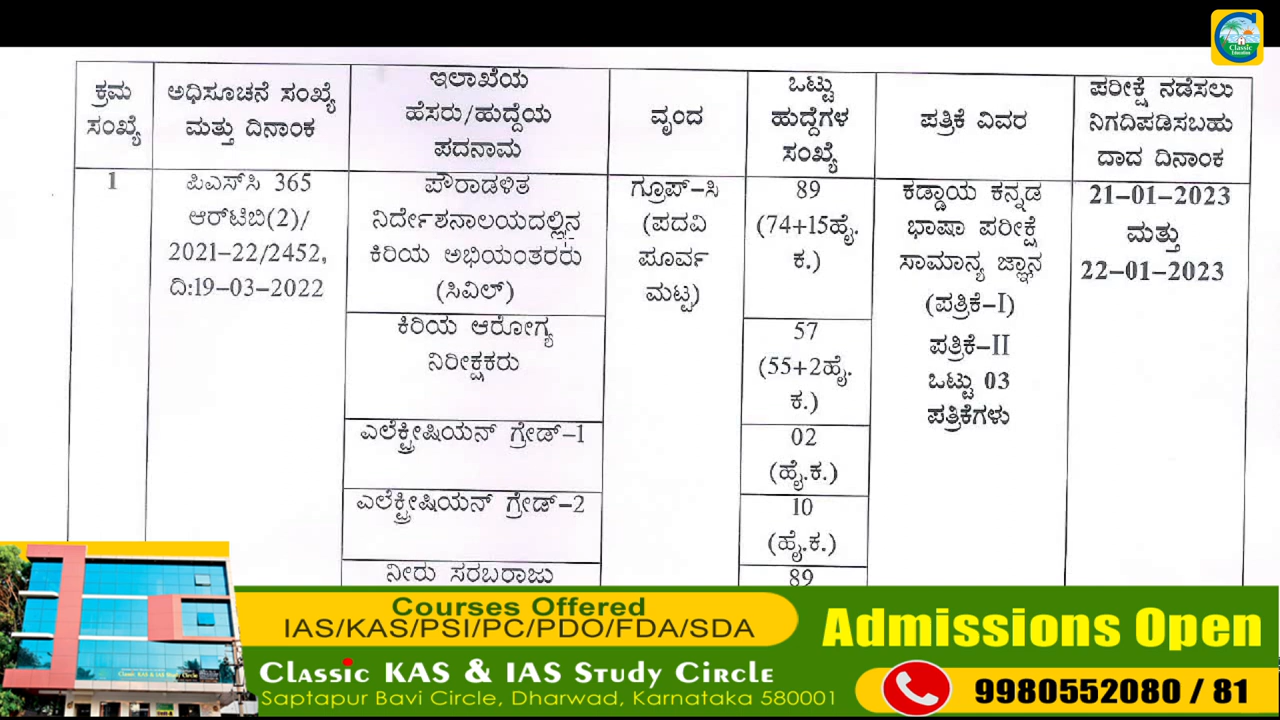 Classic
Education
ಕ್ರಮ
ಸಂಖ್ಯೆ
ಅಧಿಸೂಚನೆ ಸಂಖ್ಯೆ
ಮತ್ತು ದಿನಾಂಕ
ಇಲಾಖೆಯ
ಹೆಸರು/ಹುದ್ದೆಯ
ಪದನಾಮ
ವೃಂದ
ಒಟ್ಟು
ಹುದ್ದೆಗಳ
ಸಂಖ್ಯೆ
ಪತ್ರಿಕೆ ವಿವರ
ಪರೀಕ್ಷೆ ನಡೆಸಲು
ನಿಗದಿಪಡಿಸಬಹು
ದಾದ ದಿನಾಂಕ
1
ಪಿಎಸ್‌ಸಿ 365
ಆರ್‌ಟಿಬಿ(2)/
2021-22/2452,
ದಿ:19-03-2022
ಪೌರಾಡಳಿತ
ನಿರ್ದೇಶನಾಲಯದಲ್ಲಿನ
ಕಿರಿಯ ಅಭಿಯಂತರರು
(ಸಿವಿಲ್)
ಗ್ರೂಪ್-ಸಿ
(ಪದವಿ
ಪೂರ್ವ
ಮಟ್ಟ)
89
(74+15ಹೈ.
ಕ.)
ಕಡ್ಡಾಯ ಕನ್ನಡ
ಭಾಷಾ ಪರೀಕ್ಷೆ
ಸಾಮಾನ್ಯ ಜ್ಞಾನ
(ಪತ್ರಿಕೆ-I)
ಪತ್ರಿಕೆ-II
ಒಟ್ಟು 03
ಪತ್ರಿಕೆಗಳು
21-01-2023
ಮತ್ತು
22-01-2023
ಕಿರಿಯ ಆರೋಗ್ಯ
ನಿರೀಕ್ಷಕರು
57
(55+2ಹೈ.
ಕ.)
ಎಲೆಕ್ಟ್ರೀಷಿಯನ್ ಗ್ರೇಡ್-1
02
(ಹೈ.ಕ.)
ಎಲೆಕ್ಟ್ರೀಷಿಯನ್ ಗ್ರೇಡ್-2
10
(ಹೈ.ಕ.)
ನೀರು ಸರಬರಾಜು
89
Courses Offered
IAS/KAS/PSI/PC/PDO/FDA/SDA
Classic KAS & IAS Study Circle
Saptapur Bavi Circle, Dharwad, Karnataka 580001
Admissions Open
9980552080 / 81